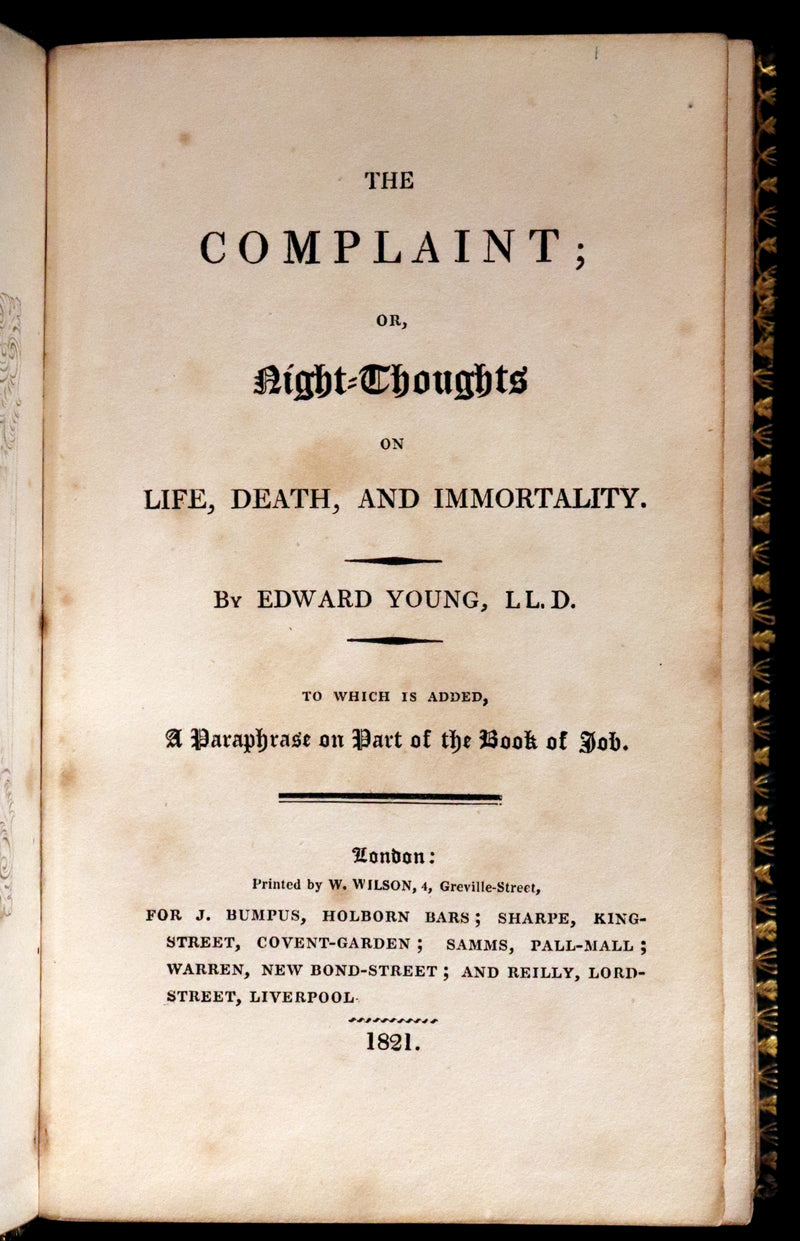 THE
COMPLAINT;
OR,
Night-Thoughts
ON
LIFE, DEATH, AND IMMORTALITY.
By EDWARD YOUNG, LL. D.
TO WHICH IS ADDED,
A Paraphrase on Part of the Book of Job.
London:
Printed by W. WILSON, 4, Greville-Street,
FOR J. BUMPUS, HOLBORN BARS; SHARPE, KING-
STREET, COVENT-GARDEN; SAMMS, PALL-MALL;
WARREN, NEW BOND-STREET; AND REILLY, LORD-
STREET, LIVERPOOL
1821.